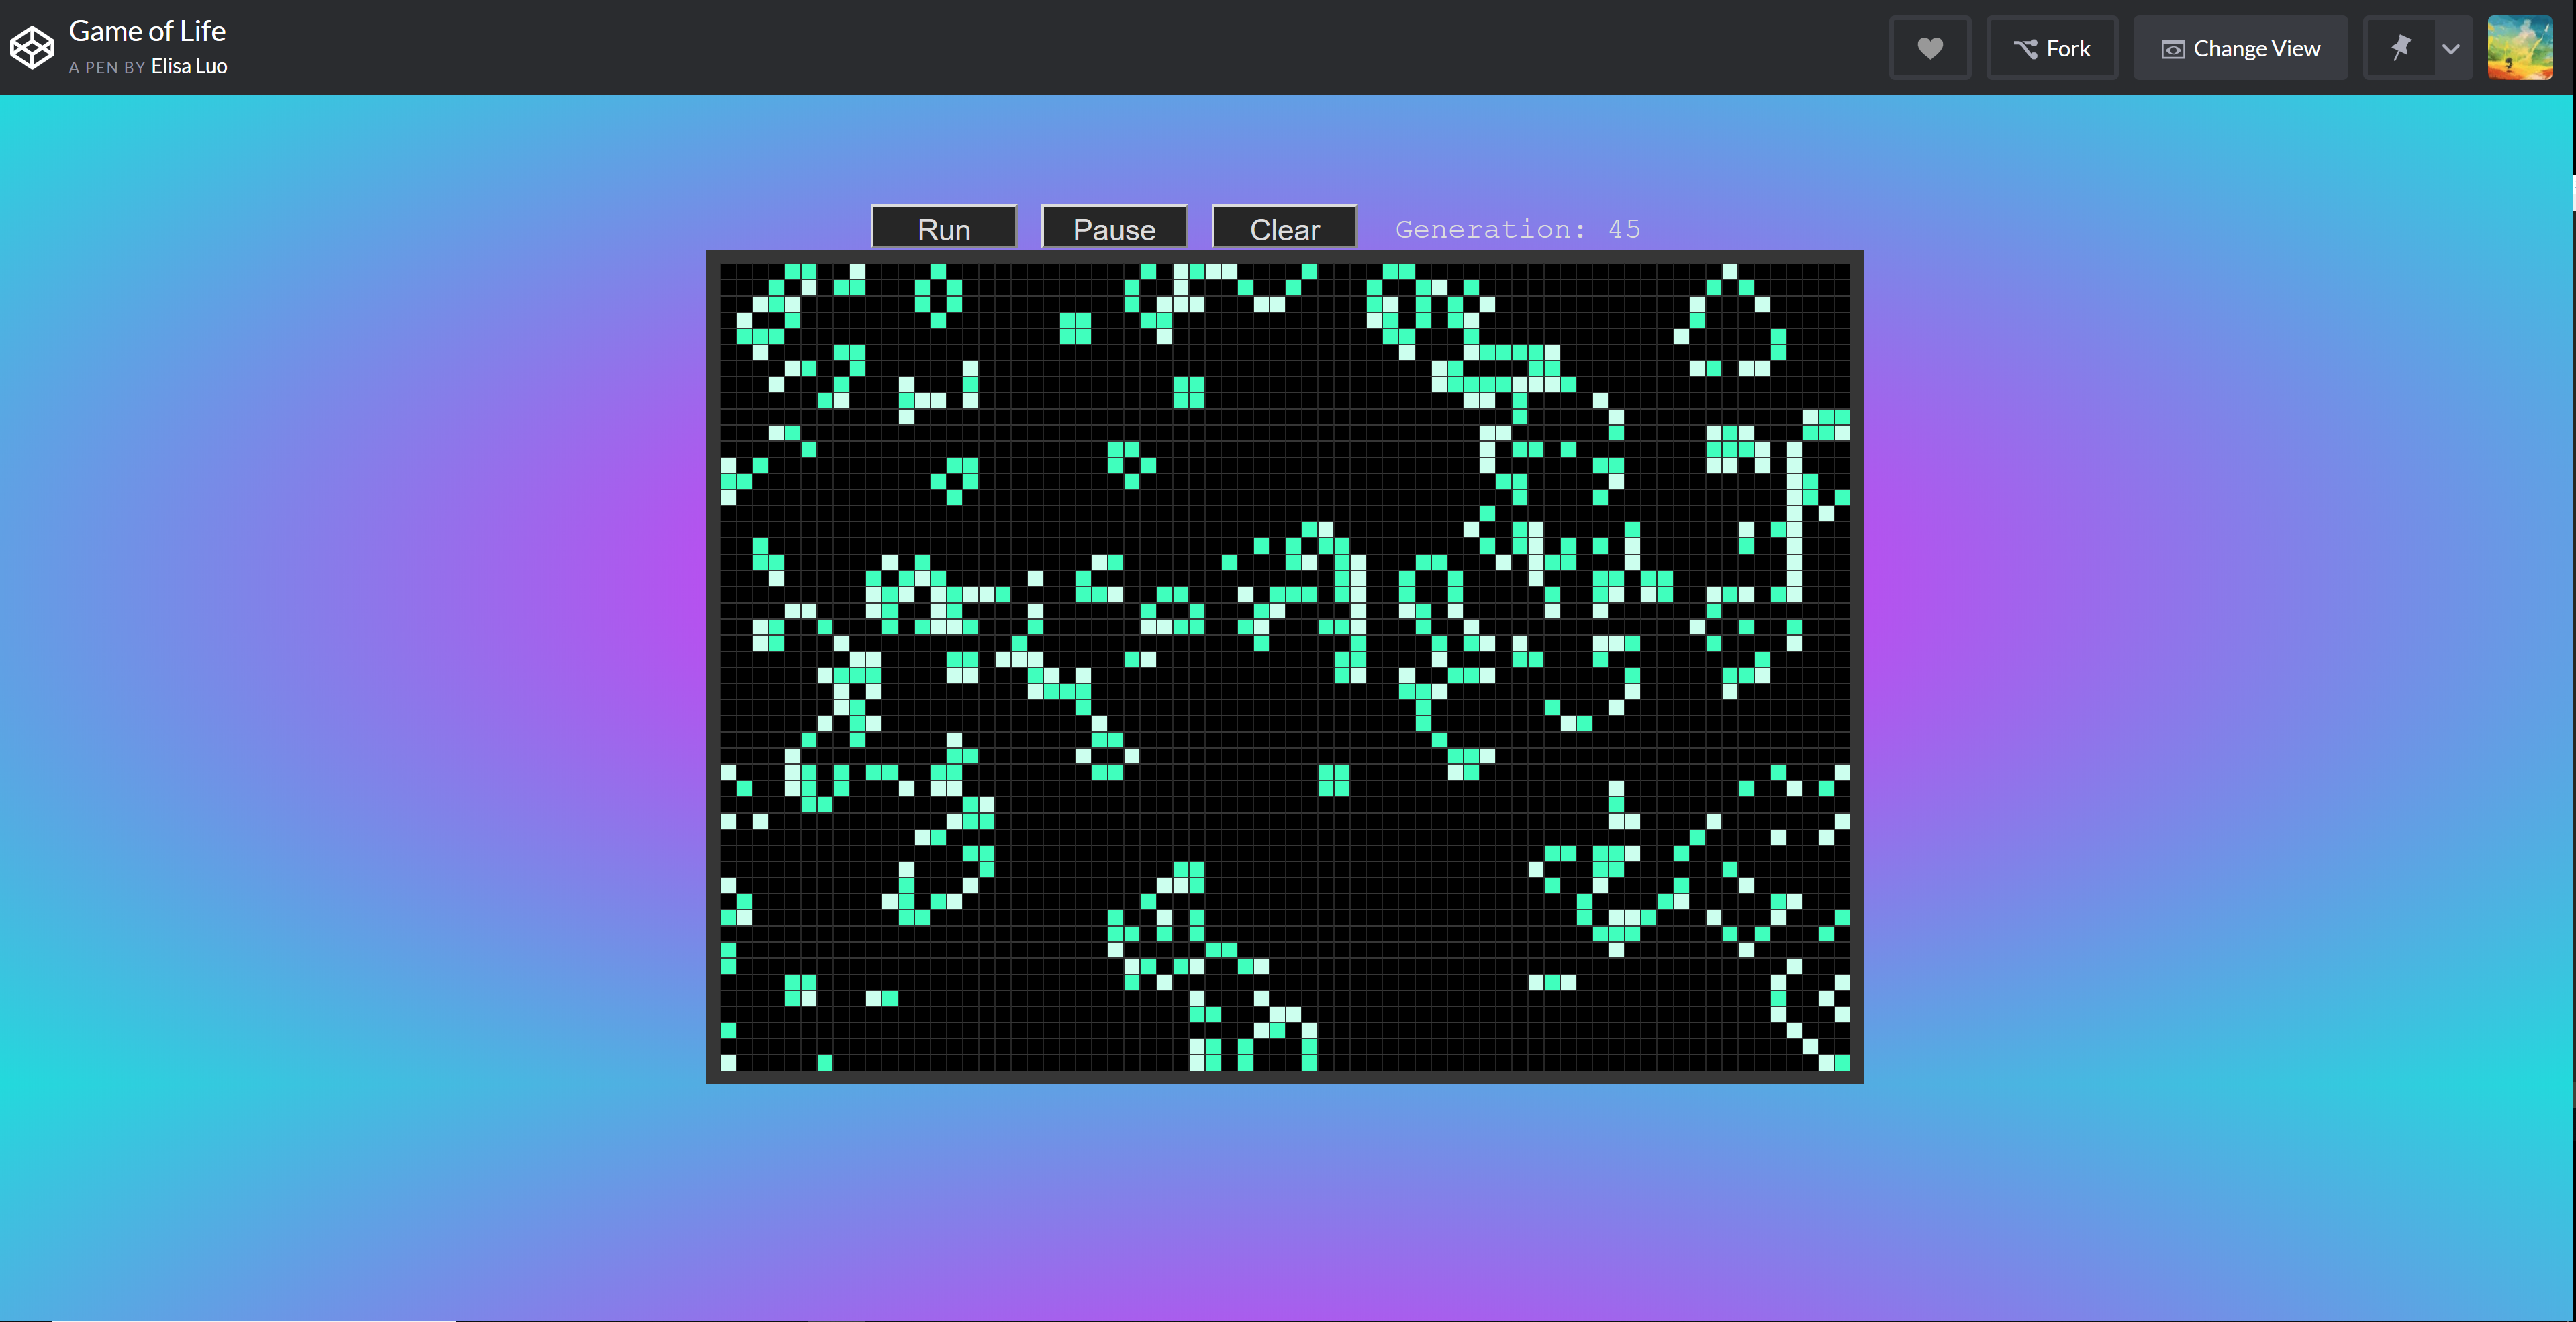 Game of Life
A PEN BY Elisa Luo
Fork
Change View
Run
Pause
Clear
Generation: 45